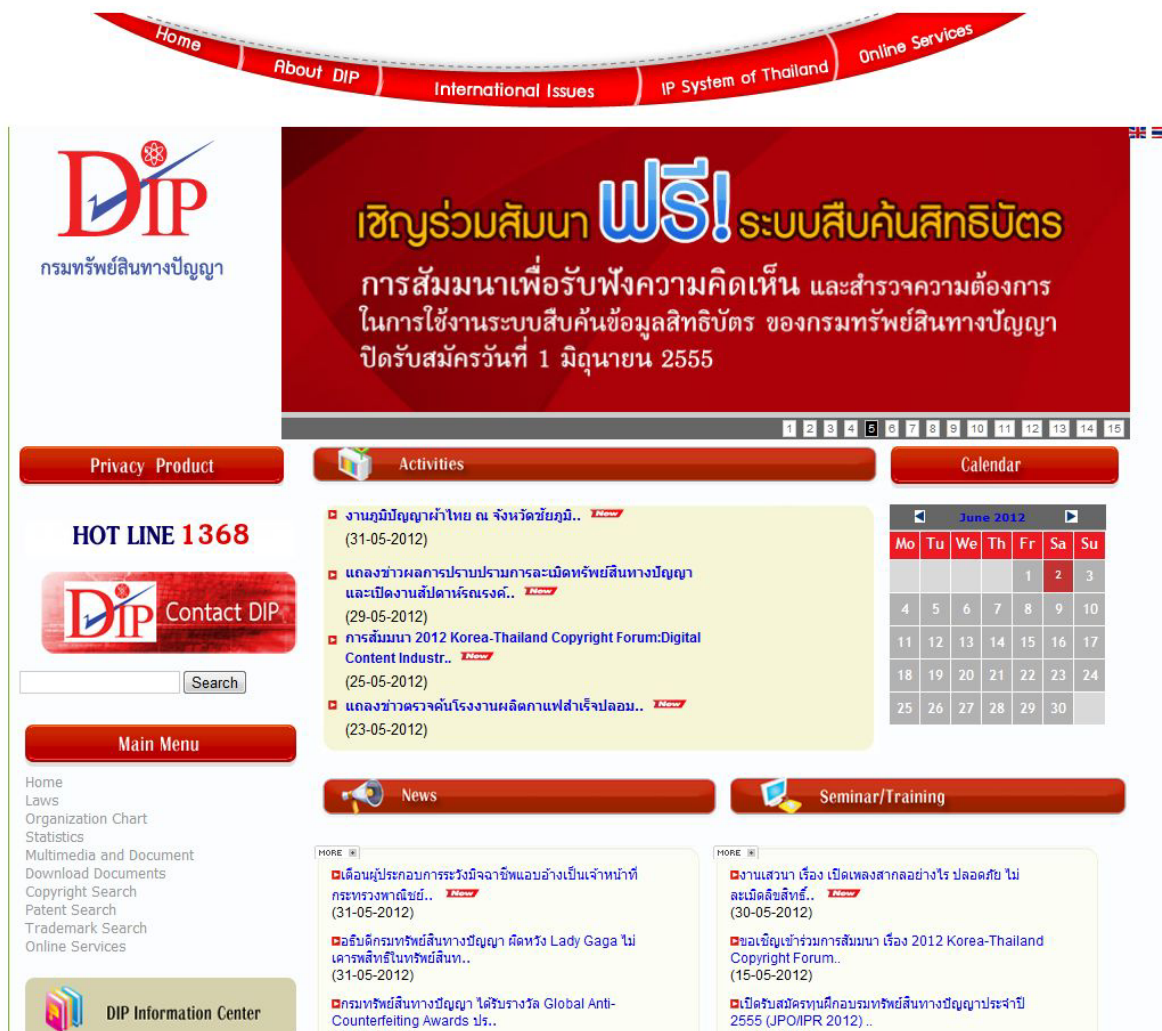 Home
About DIP
International Issues
IP System of Thailand
Online Services
DIP
กรมทรัพย์สินทางปัญญา
เชิญร่วมสัมนา ฟรี! ระบบสืบค้นสิทธิบัตร
การสัมมนาเพื่อรับฟังความคิดเห็น และสำรวจความต้องการ
ในการใช้งานระบบสืบค้นข้อมูลสิทธิบัตร ของกรมทรัพย์สินทางปัญญา
ปิดรับสมัครวันที่ 1 มิถุนายน 2555
1 2 3 4 5 6 7 8 9 10 11 12 13 14 15
Privacy Product
HOT LINE 1368
DIP Contact DIP
Search
Main Menu
Home
Laws
Organization Chart
Statistics
Multimedia and Document
Download Documents
Copyright Search
Patent Search
Trademark Search
Online Services
DIP Information Center
Activities
งานภูมิปัญญาผ้าไทย ณ จังหวัดชัยภูมิ.. New
(31-05-2012)
แถลงข่าวผลการปราบปรามการละเมิดทรัพย์สินทางปัญญา
และเปิดงานสัปดาห์รณรงค์.. New
(29-05-2012)
การสัมมนา 2012 Korea-Thailand Copyright Forum:Digital
Content Industr.. New
(25-05-2012)
แถลงข่าวตรวจค้นโรงงานผลิตกาแฟสำเร็จปลอม.. New
(23-05-2012)
Calendar
June 2012
Mo Tu We Th Fr Sa Su
1 2 3
4 5 6 7 8 9 10
11 12 13 14 15 16 17
18 19 20 21 22 23 24
25 26 27 28 29 30
News
MORE
เตือนผู้ประกอบการระวังมิจฉาชีพแอบอ้างเป็นเจ้าหน้าที่
กระทรวงพาณิชย์.. New
(31-05-2012)
อธิบดีกรมทรัพย์สินทางปัญญา ผิดหวัง Lady Gaga ไม่
เคารพสิทธิในทรัพย์สินท..
(31-05-2012)
กรมทรัพย์สินทางปัญญา ได้รับรางวัล Global Anti-
Counterfeiting Awards ปร..
Seminar/Training
MORE
งานเสวนา เรื่อง เปิดเพลงสากลอย่างไร ปลอดภัย ไม่
ละเมิดลิขสิทธิ์.. New
(30-05-2012)
ขอเชิญเข้าร่วมการสัมมนา เรื่อง 2012 Korea-Thailand
Copyright Forum..
(15-05-2012)
เปิดรับสมัครทุนฝึกอบรมทรัพย์สินทางปัญญาประจำปี
2555 (JPO/IPR 2012) ..